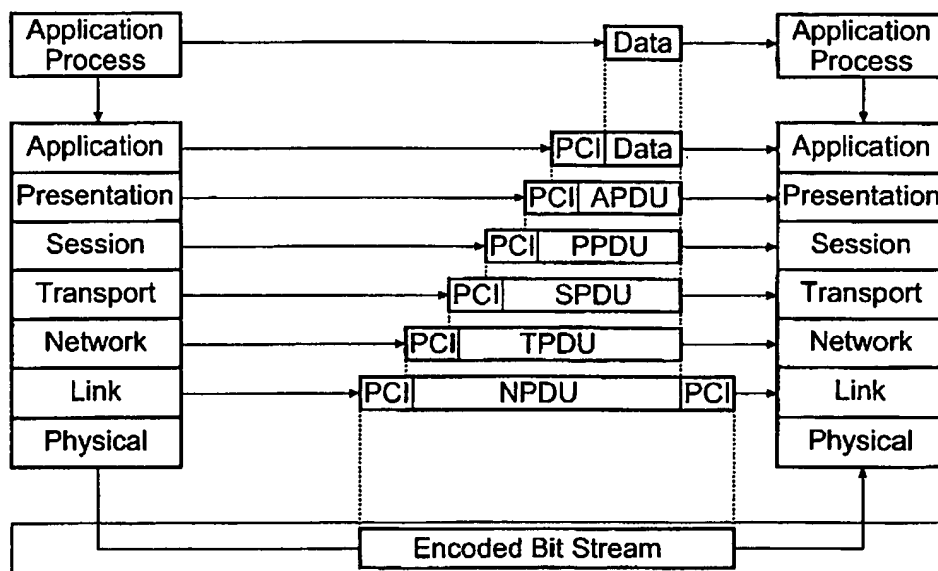 Application Process
Data
Application Process
Application
PCI Data
Application
Presentation
PCI APDU
Presentation
Session
PCI PPDU
Session
Transport
PCI SPDU
Transport
Network
PCI TPDU
Network
Link
PCI NPDU PCI
Link
Physical
Physical
Encoded Bit Stream